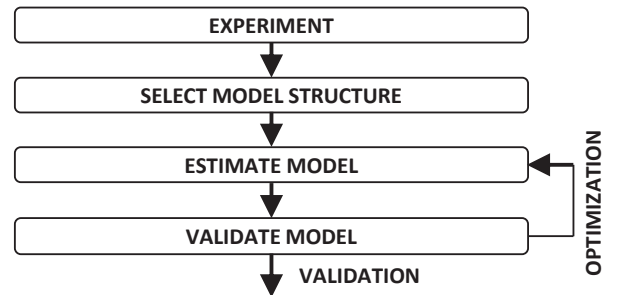 EXPERIMENT
SELECT MODEL STRUCTURE
ESTIMATE MODEL
VALIDATE MODEL
VALIDATION
OPTIMIZATION